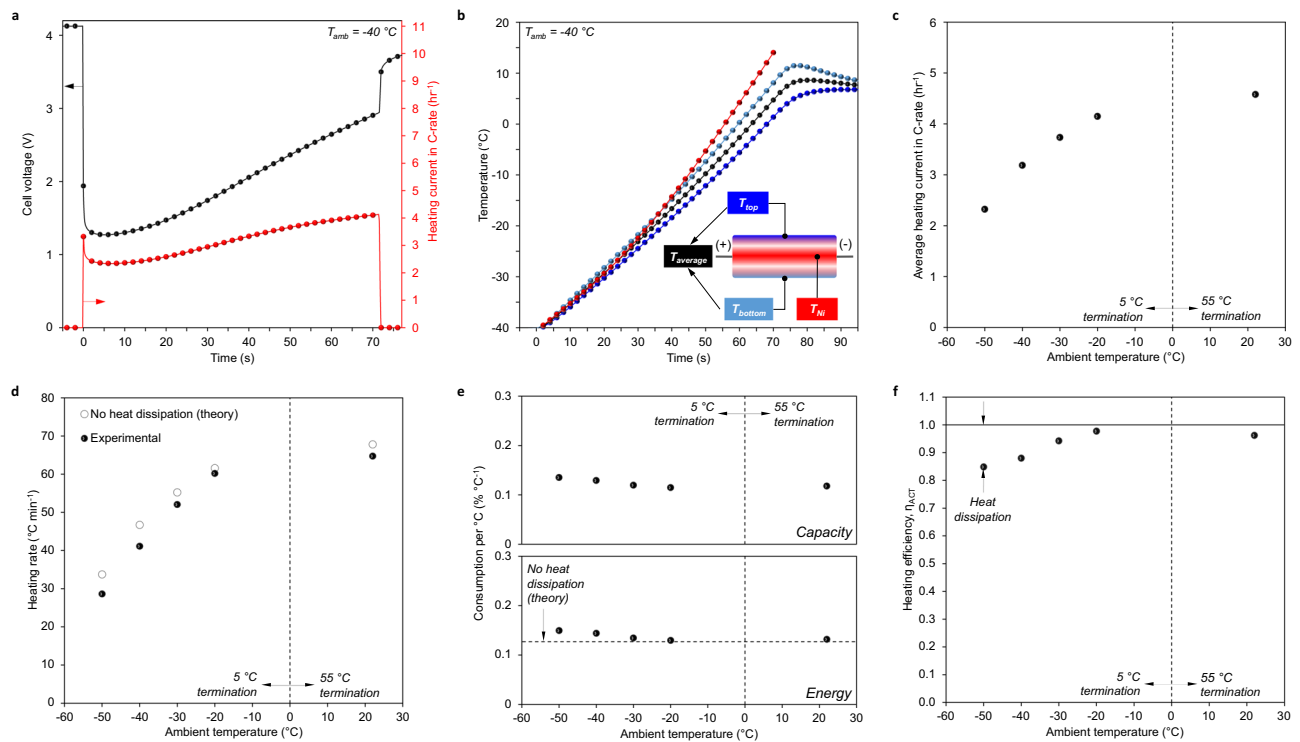 a
T_amb = -40 °C
Cell voltage (V)
4
3
2
1
0
Heating current in C-rate (hr⁻¹)
11
10
9
8
7
6
5
4
3
2
1
0
0
10
20
30
40
50
60
70
Time (s)
b
T_amb = -40 °C
Temperature (°C)
20
10
0
-10
-20
-30
-40
T_top
(+)
(-)
T_average
T_bottom
T_Ni
0 5 10 15 20 25 30 35 40 45 50 55 60 65 70 75 80 85 90 95
Time (s)
c
Average heating current in C-rate (hr⁻¹)
6
5
4
3
2
1
0
5 °C
termination
55 °C
termination
-60 -50 -40 -30 -20 -10 0 10 20 30
Ambient temperature (°C)
d
No heat dissipation (theory)
Experimental
Heating rate (°C min⁻¹)
80
70
60
50
40
30
20
10
0
5 °C
termination
55 °C
termination
-60 -50 -40 -30 -20 -10 0 10 20 30
Ambient temperature (°C)
e
Consumption per °C (% °C⁻¹)
0.3
0.2
0.1
0
5 °C
termination
55 °C
termination
Capacity
0.3
0.2
0.1
0
No heat
dissipation
(theory)
Energy
-60 -50 -40 -30 -20 -10 0 10 20 30
Ambient temperature (°C)
f
Heating efficiency, η_ACT
1.1
1.0
0.9
0.8
0.7
0.6
0.5
0.4
0.3
0.2
0.1
0.0
Heat
dissipation
5 °C
termination
55 °C
termination
-60 -50 -40 -30 -20 -10 0 10 20 30
Ambient temperature (°C)